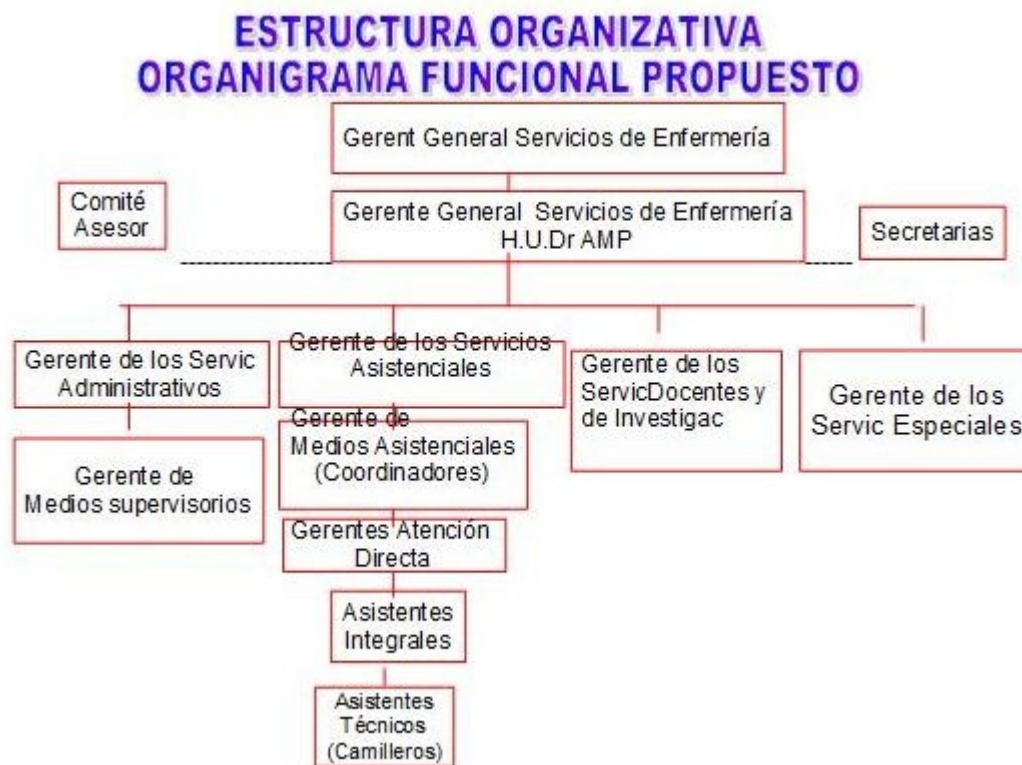 ESTRUCTURA ORGANIZATIVA
ORGANIGRAMA FUNCIONAL PROPUESTO
Gerent General Servicios de Enfermería
Comité
Asesor
Gerente General Servicios de Enfermería
H.U.Dr AMP
Secretarias
Gerente de los Servic
Administrativos
Gerente de los Servicios
Asistenciales
Gerente de los
ServicDocentes y
de Investigac
Gerente de los
Servic Especiales
Gerente de
Medios supervisorios
Gerente de
Medios Asistenciales
(Coordinadores)
Gerentes Atención
Directa
Asistentes
Integrales
Asistentes
Técnicos
(Camilleros)